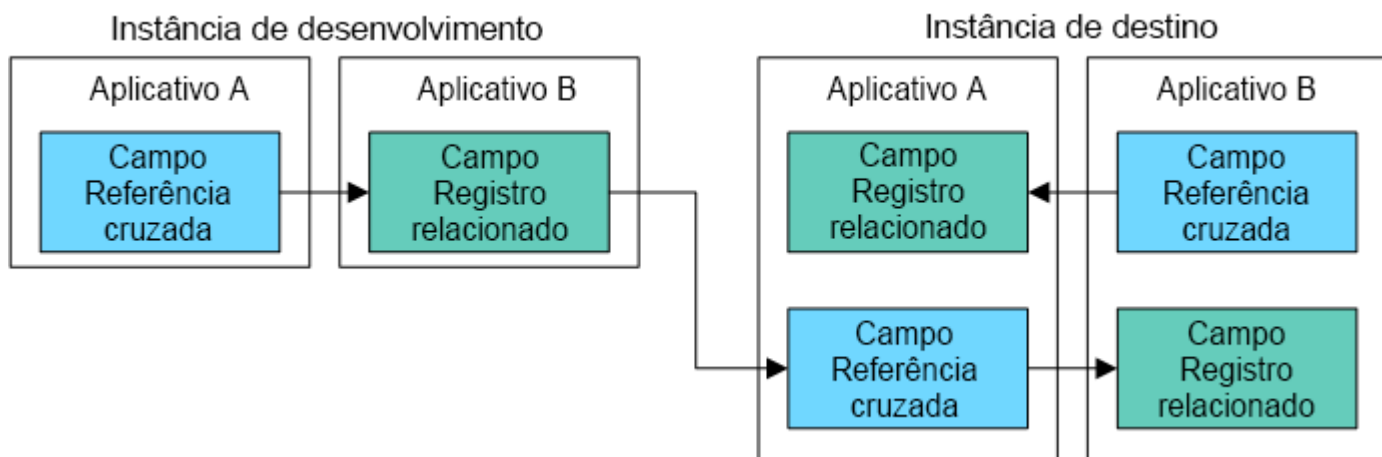 Instância de desenvolvimento
Aplicativo A
Campo
Referência
cruzada
Aplicativo B
Campo
Registro
relacionado
Instância de destino
Aplicativo A
Campo
Registro
relacionado
Campo
Referência
cruzada
Aplicativo B
Campo
Referência
cruzada
Campo
Registro
relacionado